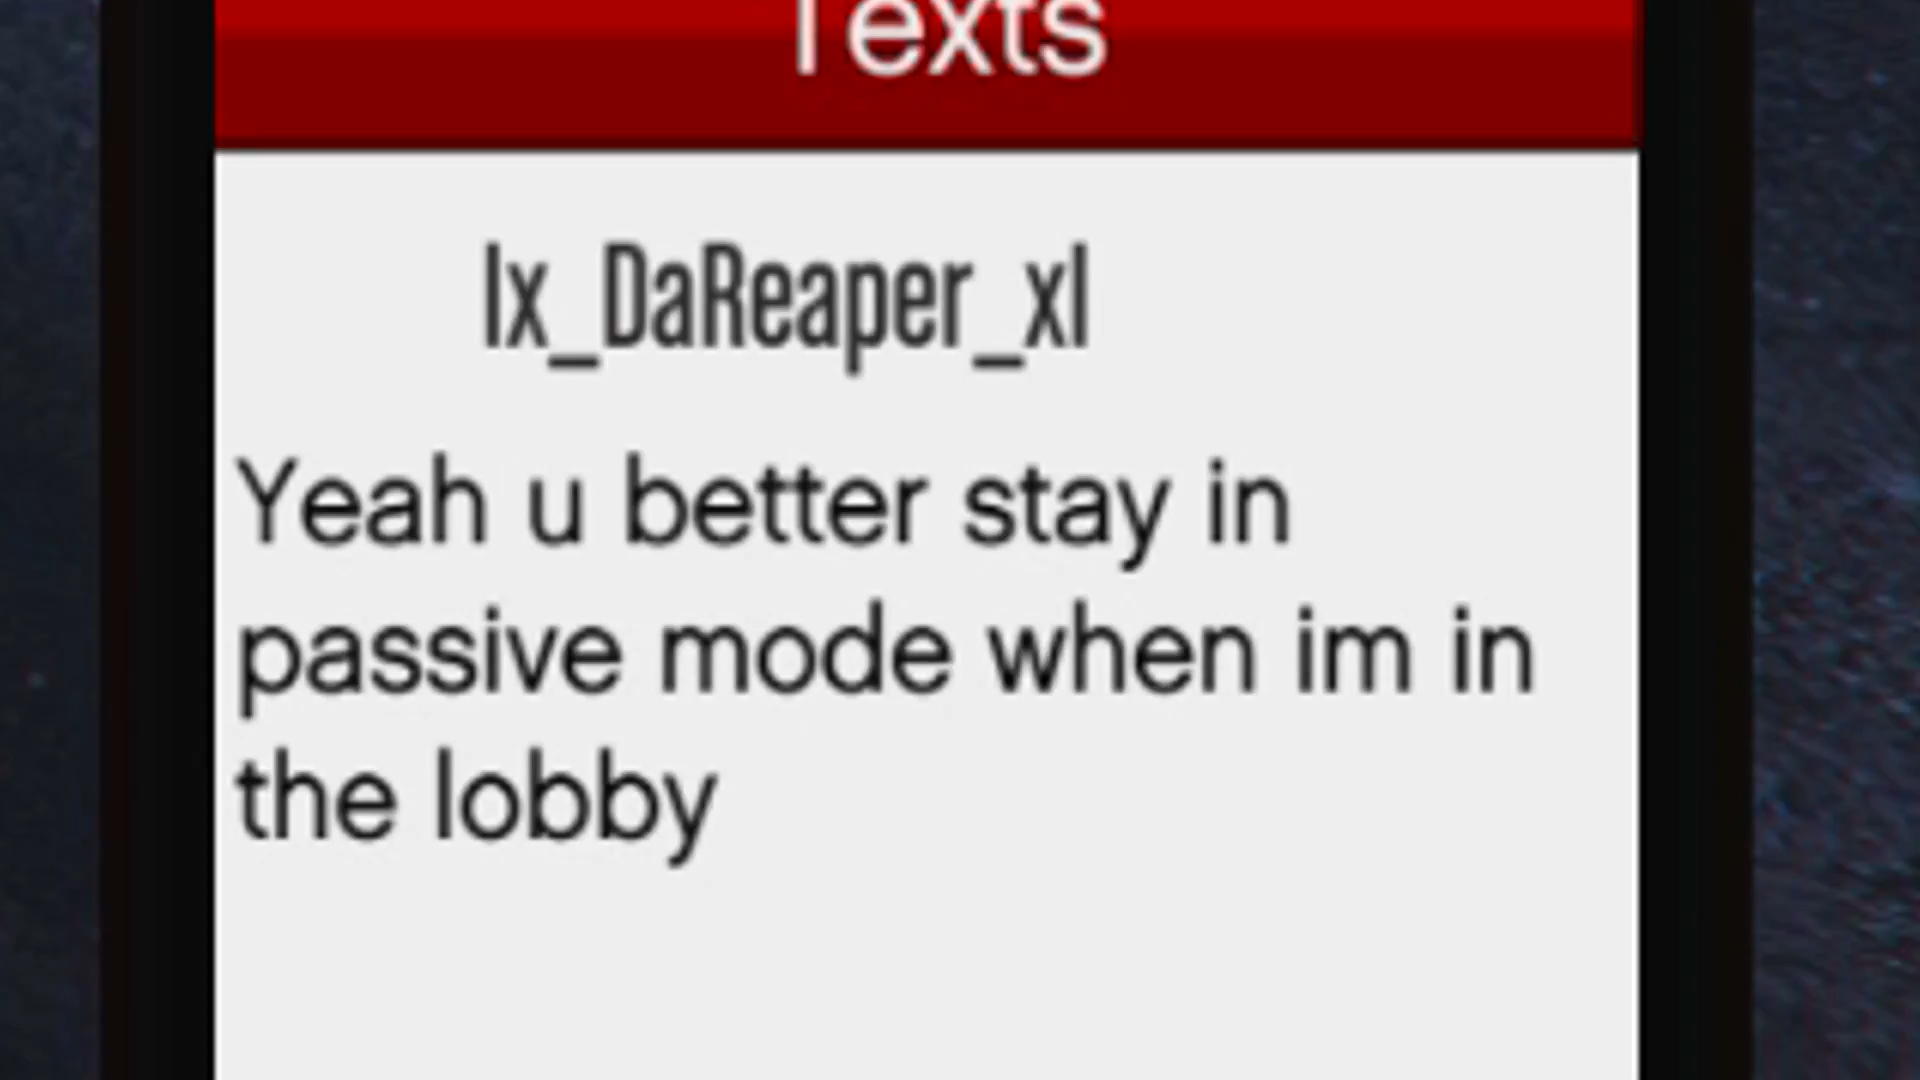 Texts
lx_DaReaper_xl
Yeah u better stay in
passive mode when im in
the lobby